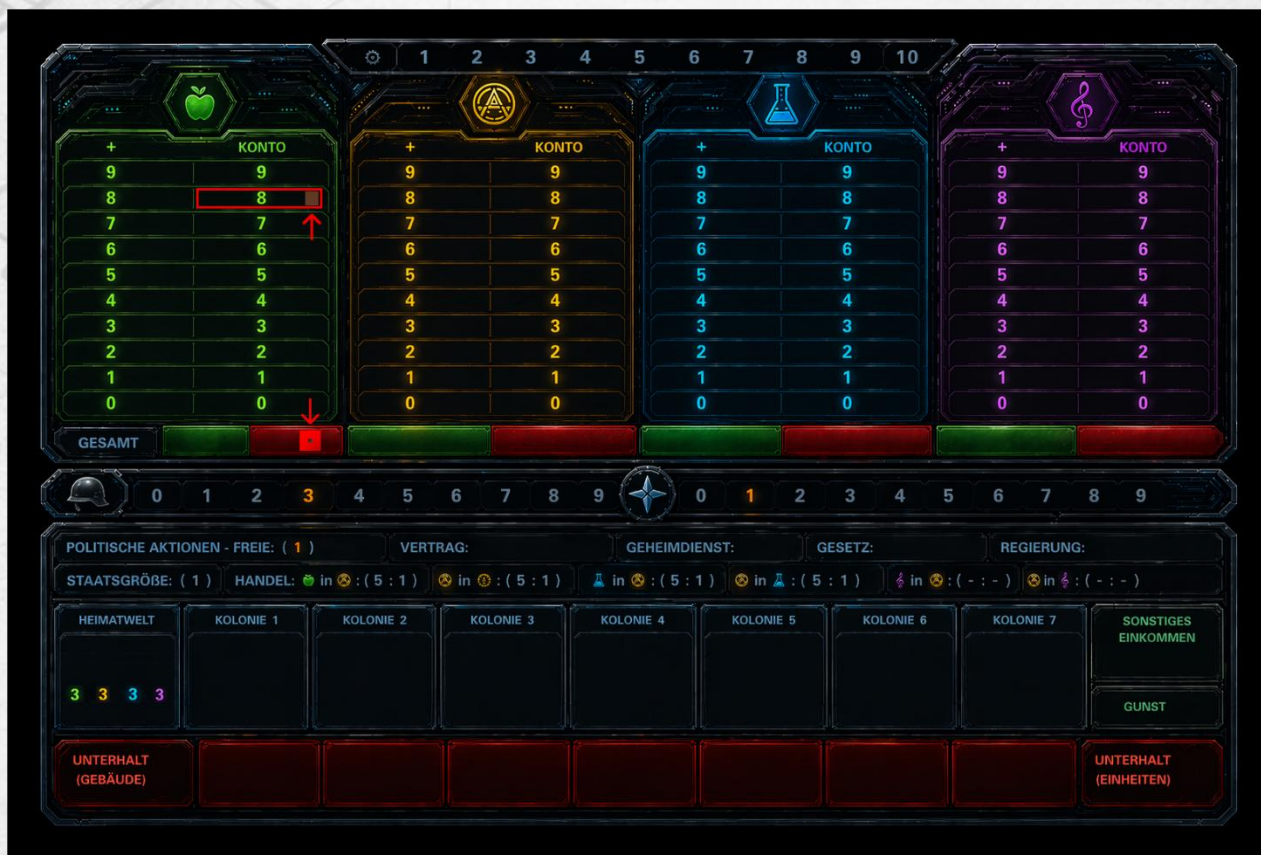 1 2 3 4 5 6 7 8 9 10
+ KONTO + KONTO + KONTO + KONTO
9 9 9 9 9 9 9 9
8 8 8 8 8 8 8 8
7 7 7 7 7 7 7 7
6 6 6 6 6 6 6 6
5 5 5 5 5 5 5 5
4 4 4 4 4 4 4 4
3 3 3 3 3 3 3 3
2 2 2 2 2 2 2 2
1 1 1 1 1 1 1 1
0 0 0 0 0 0 0 0
GESAMT
0 1 2 3 4 5 6 7 8 9 0 1 2 3 4 5 6 7 8 9
POLITISCHE AKTIONEN - FREIE: ( 1 ) VERTRAG: GEHEIMDIENST: GESETZ: REGIERUNG:
STAATSGRÖßE: ( 1 ) HANDEL: in : ( 5 : 1 ) in : ( 5 : 1 ) in : ( 5 : 1 ) in : ( 5 : 1 ) in : ( - : - ) in : ( - : - )
HEIMATWELT KOLONIE 1 KOLONIE 2 KOLONIE 3 KOLONIE 4 KOLONIE 5 KOLONIE 6 KOLONIE 7 SONSTIGES
EINKOMMEN
3 3 3 3
GUNST
UNTERHALT
(GEBÄUDE)
UNTERHALT
(EINHEITEN)